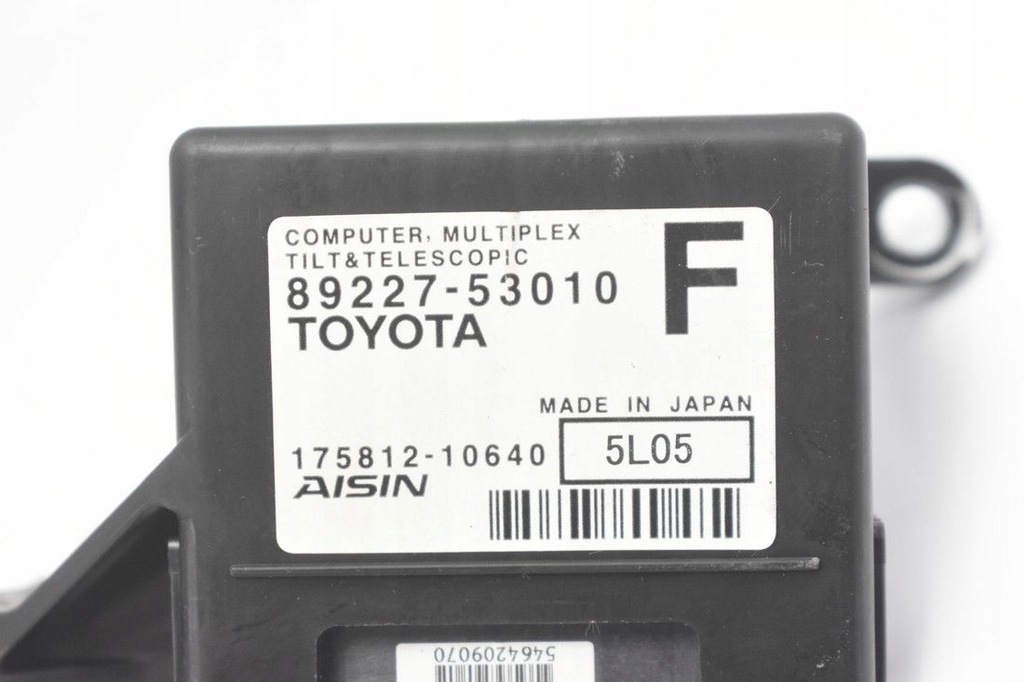 COMPUTER, MULTIPLEX
TILT&TELESCOPIC
89227-53010
TOYOTA
F
MADE IN JAPAN
175812-10640
5L05
AISIN
5464209070